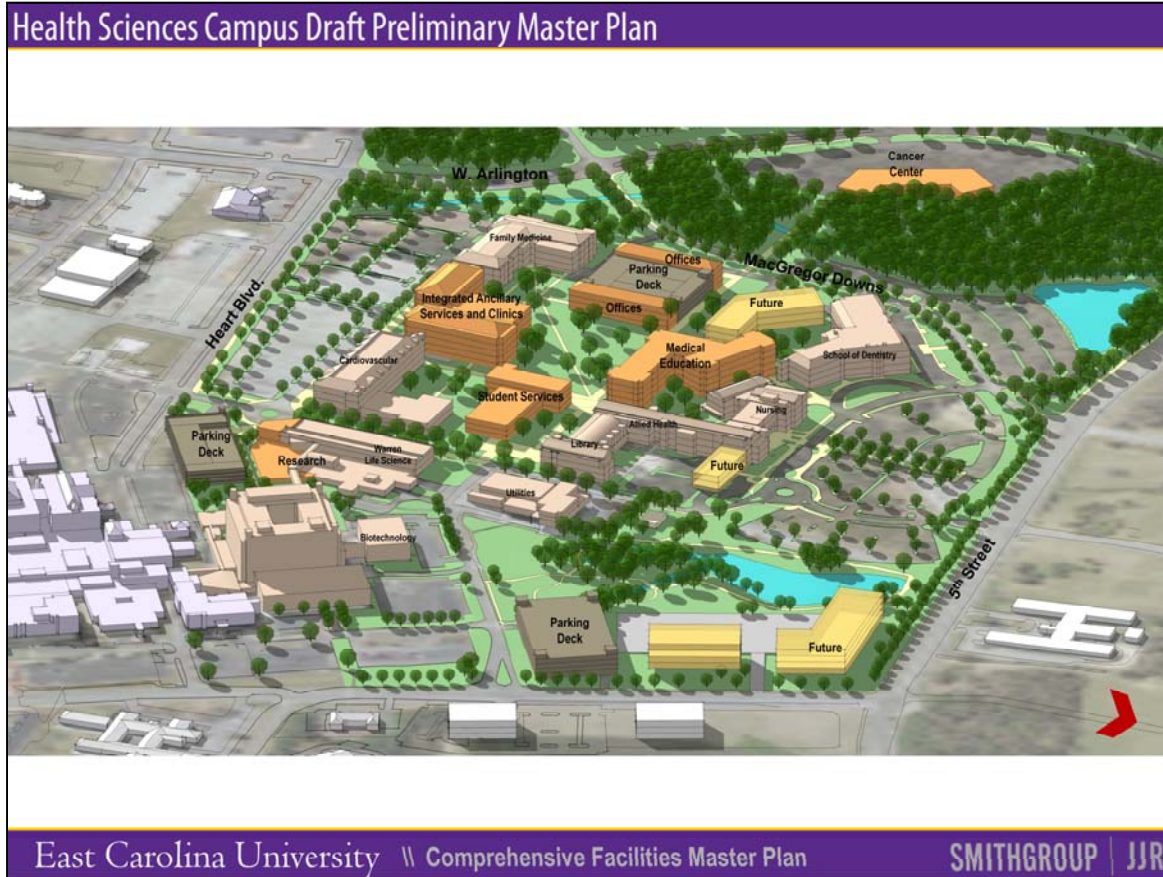 Health Sciences Campus Draft Preliminary Master Plan
W. Arlington
Cancer
Center
Family Medicine
Offices
Parking
Deck
MacGregor Downs
Heart Blvd.
Integrated Ancillary
Services and Clinics
Offices
Future
Cardiovascular
Medical
Education
School of Dentistry
Student Services
Nursing
Allied Health
Library
Parking
Deck
Research
Warren
Life Science
Future
Utilities
Biotechnology
5th Street
Parking
Deck
Future
East Carolina University \\ Comprehensive Facilities Master Plan
SMITHGROUP | JJR